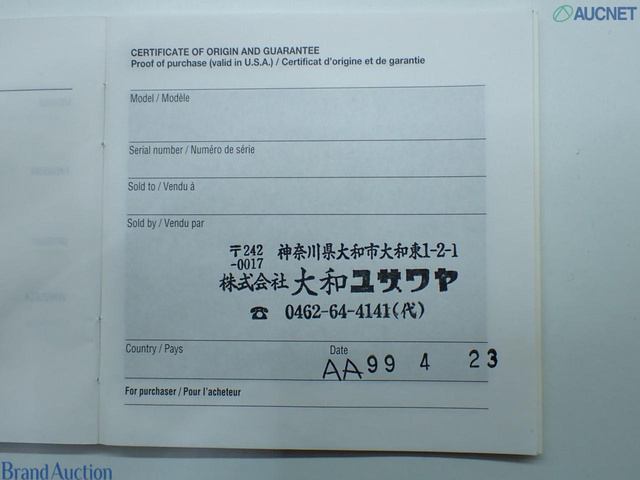 AUCNET
CERTIFICATE OF ORIGIN AND GUARANTEE
Proof of purchase (valid in U.S.A.) / Certificat d'origine et de garantie
Model / Modèle
Serial number / Numéro de série
Sold to / Vendu à
Sold by / Vendu par
〒242-0017 神奈川県大和市大和東1-2-1
株式会社 大和ユザワヤ
☎ 0462-64-4141(代)
Country / Pays
Date
AA 99 4 23
For purchaser / Pour l'acheteur
Brand Auction